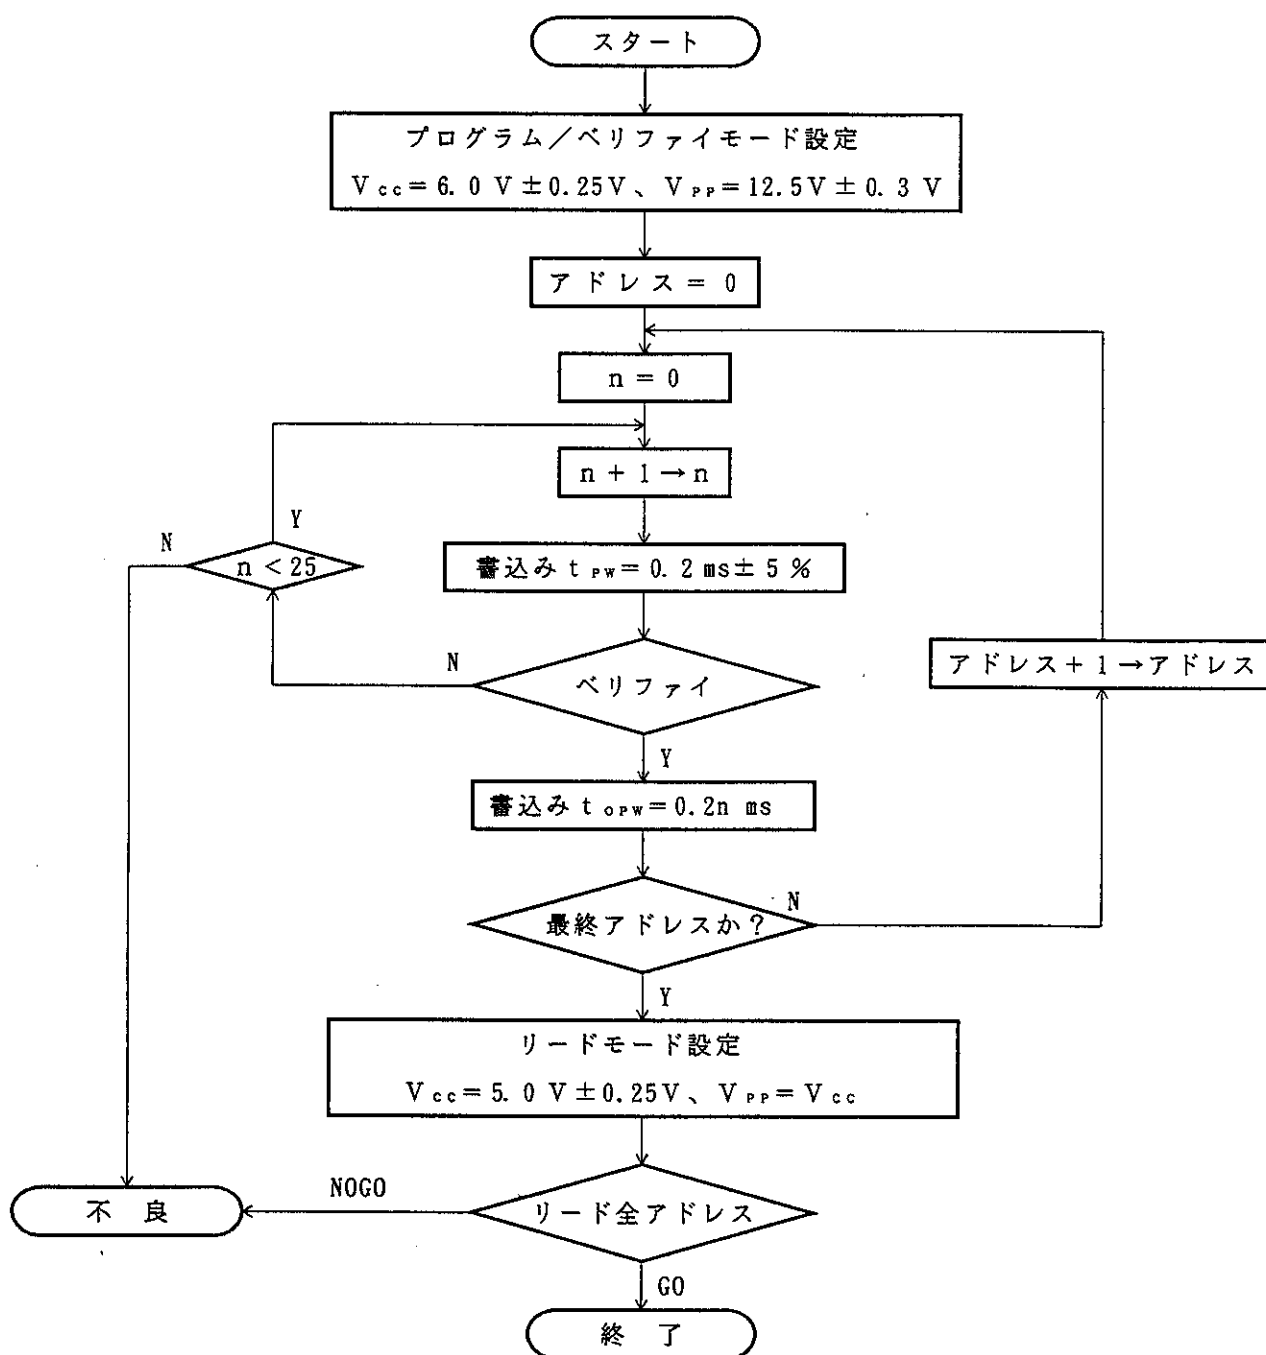 スタート
プログラム/ベリファイモード設定
Vcc=6.0 V±0.25V、VPP=12.5V±0.3 V
アドレス=0
n=0
n+1→n
Y
N
n<25
書込み tPW=0.2 ms±5 %
N
ベリファイ
アドレス+1→アドレス
Y
書込み tOPW=0.2n ms
N
最終アドレスか?
Y
リードモード設定
Vcc=5.0 V±0.25V、VPP=Vcc
NOGO
不 良
リード全アドレス
GO
終 了